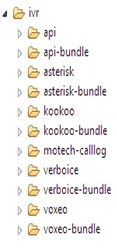 ivr
api
api-bundle
asterisk
asterisk-bundle
kookoo
kookoo-bundle
motech-calllog
verboice
verboice-bundle
voxeo
voxeo-bundle